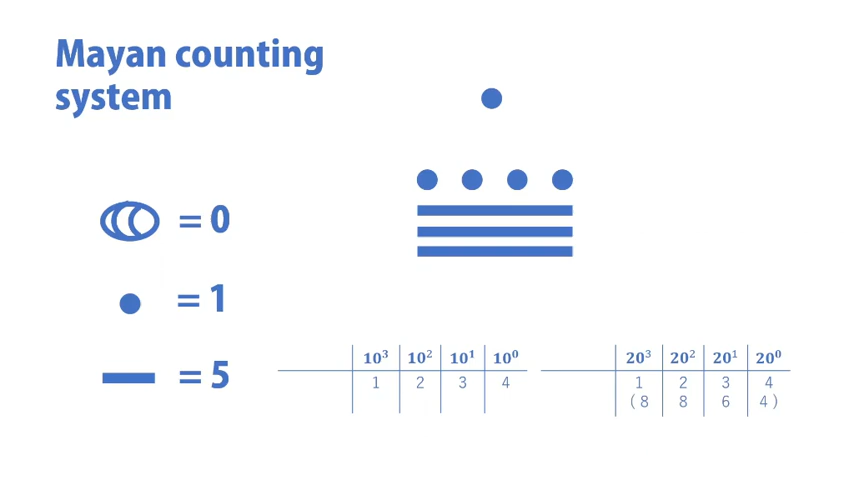 Mayan counting
system
= 0
= 1
= 5
10³ 10² 10¹ 10⁰
1 2 3 4
20³ 20² 20¹ 20⁰
1 2 3 4
(8 8 6 4)